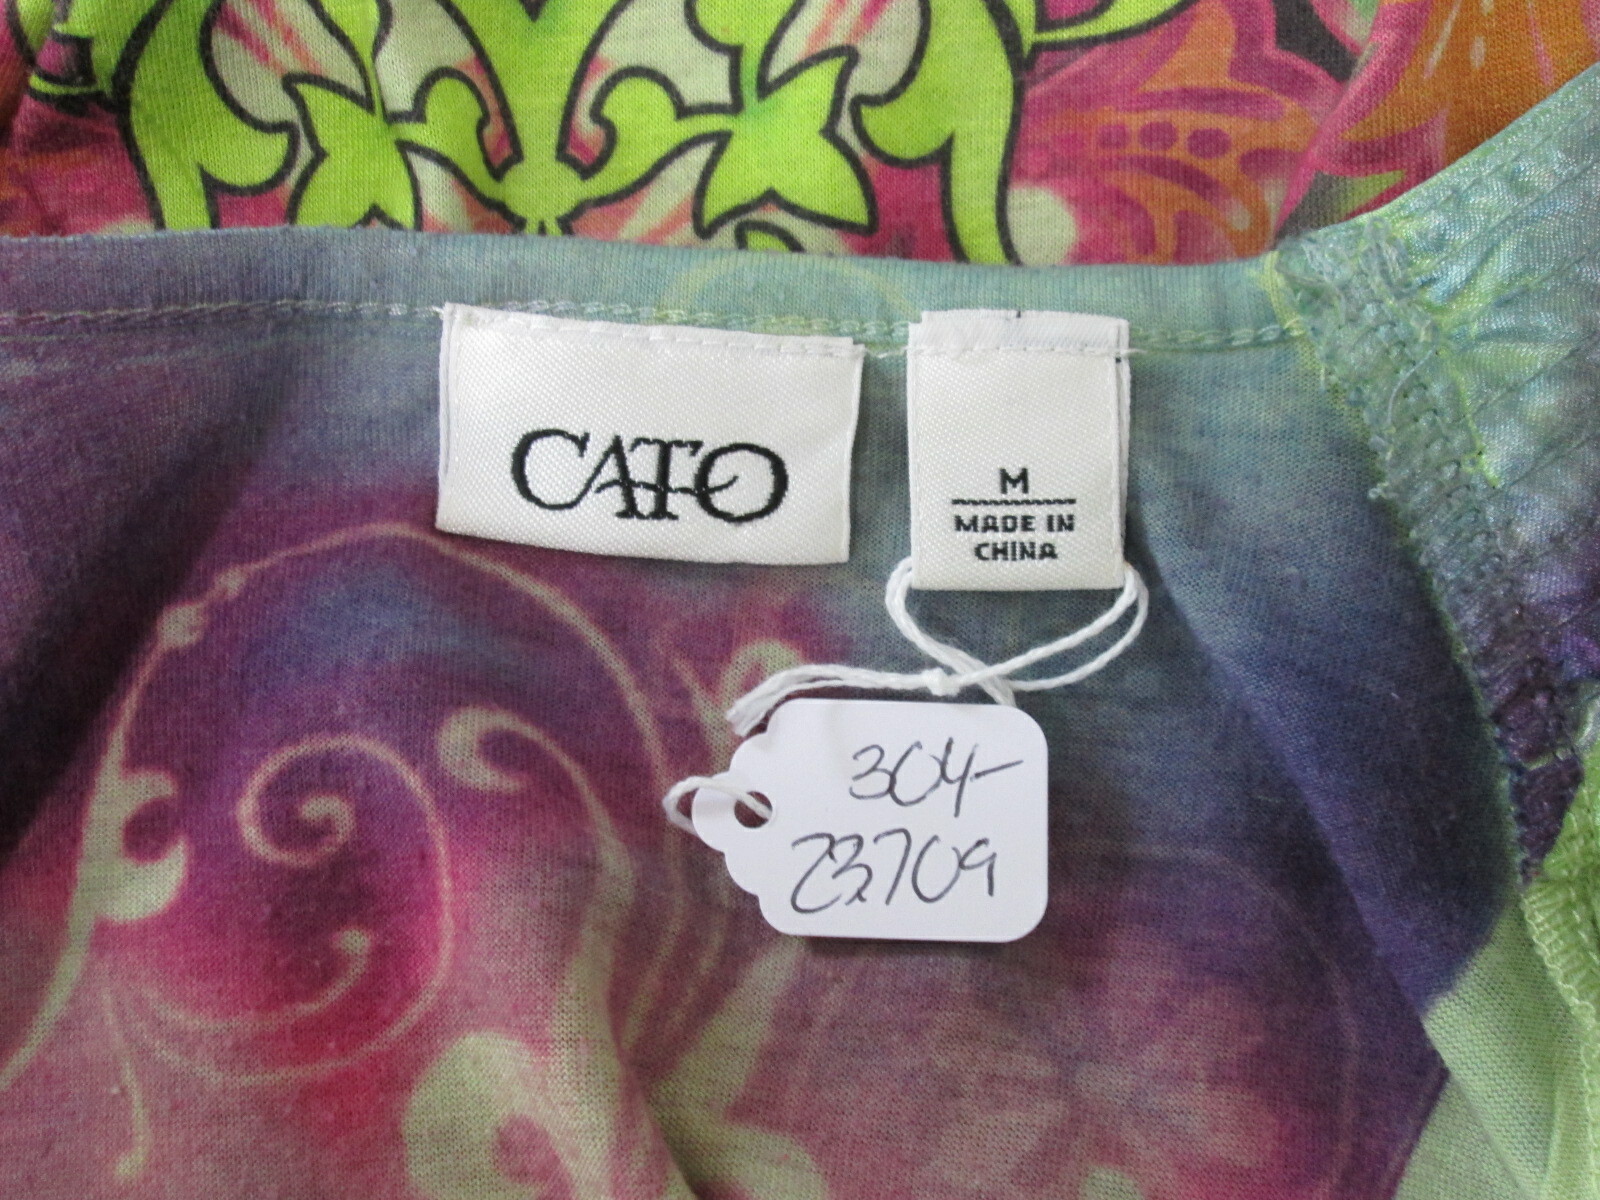 CATO
M
MADE IN
CHINA
304-
23709